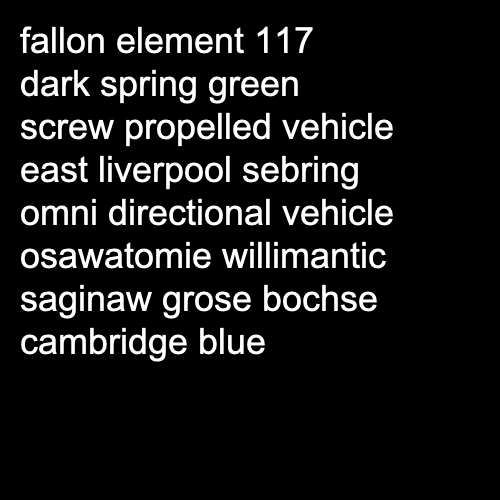 fallon element 117
dark spring green
screw propelled vehicle
east liverpool sebring
omni directional vehicle
osawatomie willimantic
saginaw grose bochse
cambridge blue